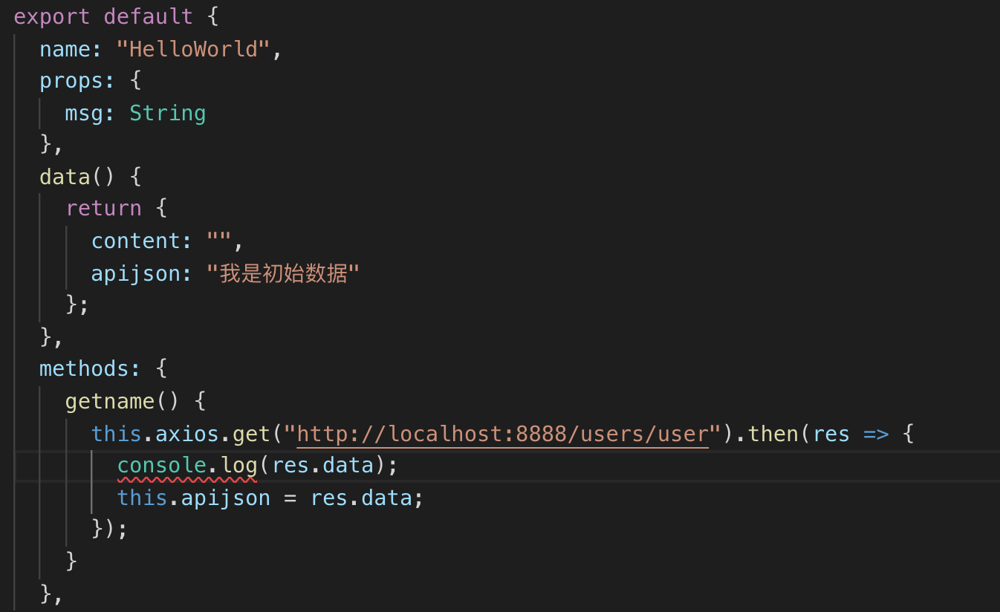 export default {
  name: "HelloWorld",
  props: {
    msg: String
  },
  data() {
    return {
      content: "",
      apijson: "我是初始数据"
    };
  },
  methods: {
    getname() {
      this.axios.get("http://localhost:8888/users/user").then(res => {
        console.log(res.data);
        this.apijson = res.data;
      });
    }
  },